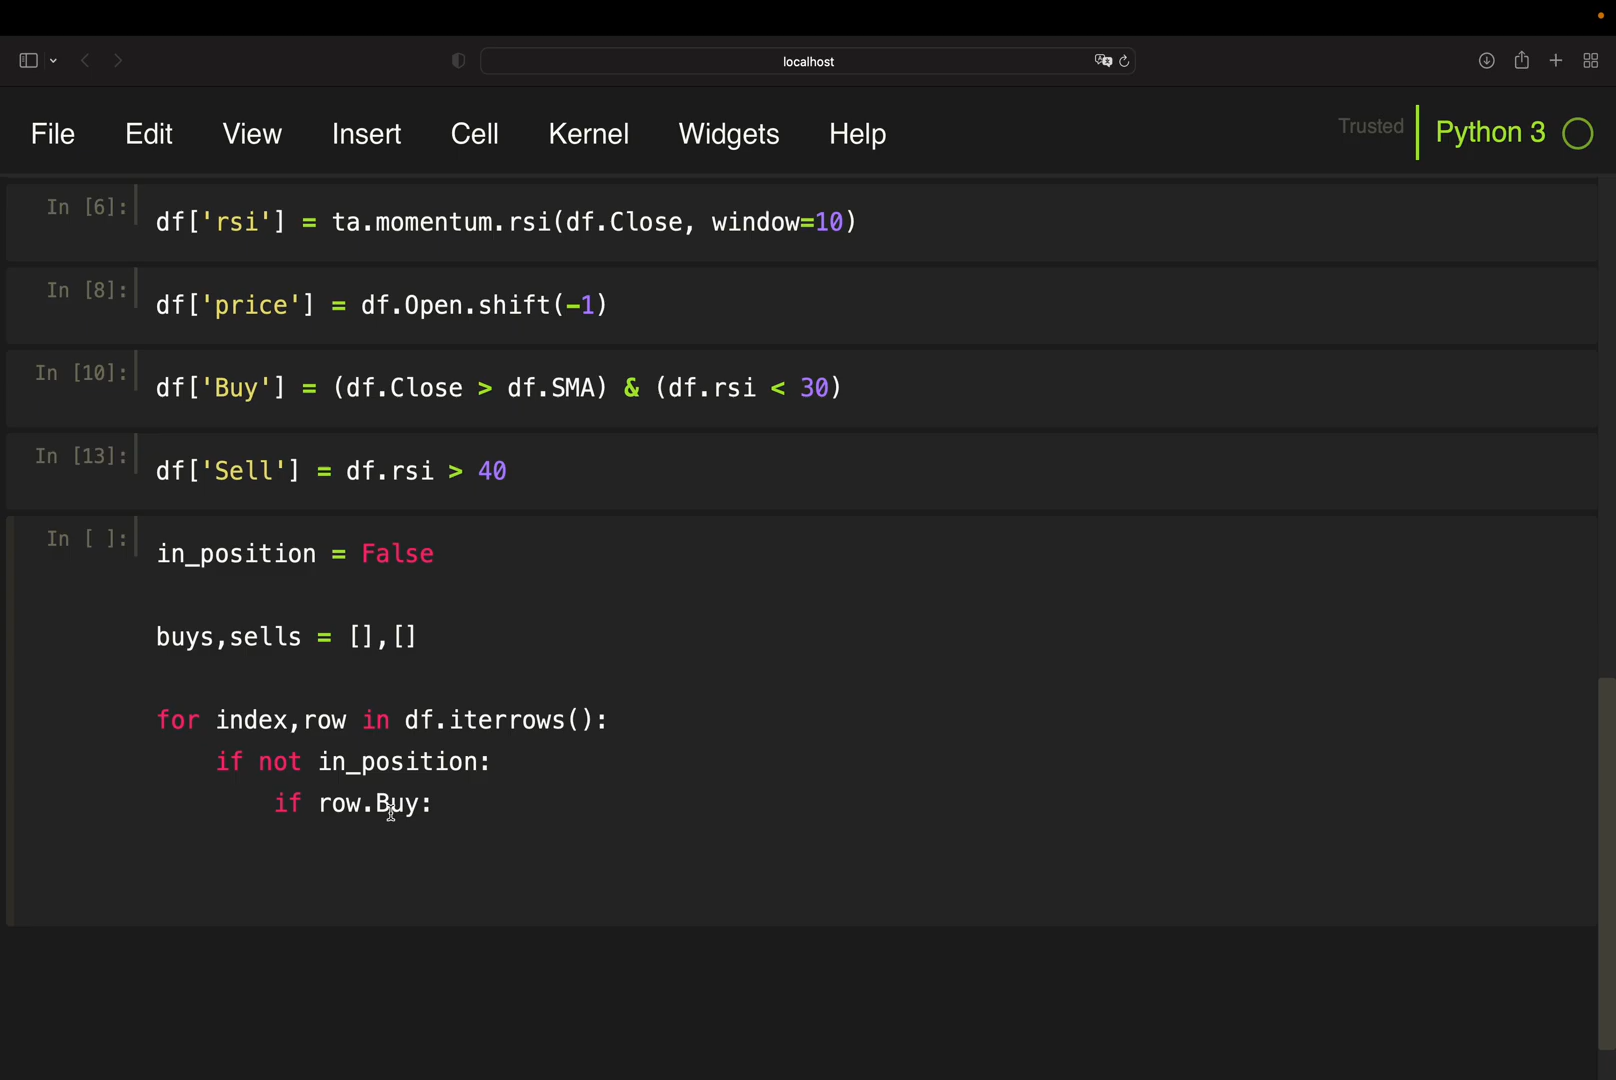 localhost
File Edit View Insert Cell Kernel Widgets Help Trusted Python 3
In [6]: df['rsi'] = ta.momentum.rsi(df.Close, window=10)
In [8]: df['price'] = df.Open.shift(-1)
In [10]: df['Buy'] = (df.Close > df.SMA) & (df.rsi < 30)
In [13]: df['Sell'] = df.rsi > 40
In [ ]: in_position = False
buys,sells = [],[]
for index,row in df.iterrows():
if not in_position:
if row.Buy: